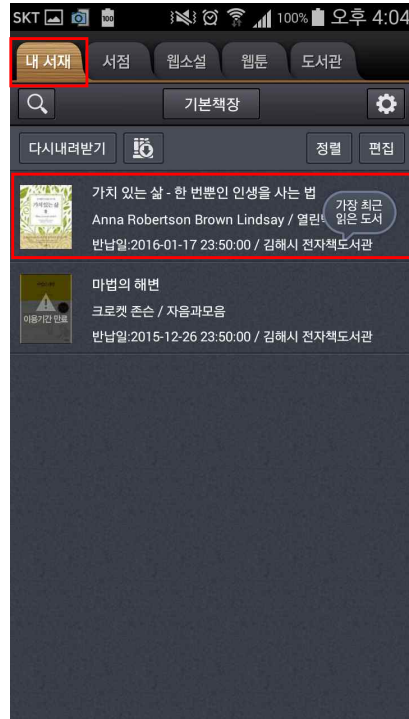 SKT 100 100% 오후 4:04
내 서재 서점 웹소설 웹툰 도서관
기본책장
다시내려받기 정렬 편집
가치 있는 삶 - 한 번뿐인 인생을 사는 법
Anna Robertson Brown Lindsay / 열린
가장 최근
읽은 도서
반납일:2016-01-17 23:50:00 / 김해시 전자책도서관
가치있는 삶
마법의 해변
크로켓 존슨 / 자음과모음
이용기간 만료
반납일:2015-12-26 23:50:00 / 김해시 전자책도서관